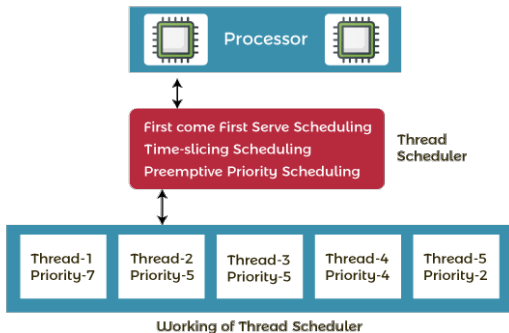 Processor
First come First Serve Scheduling
Time-slicing Scheduling
Preemptive Priority Scheduling
Thread
Scheduler
Thread-1
Priority-7
Thread-2
Priority-5
Thread-3
Priority-5
Thread-4
Priority-4
Thread-5
Priority-2
Working of Thread Scheduler